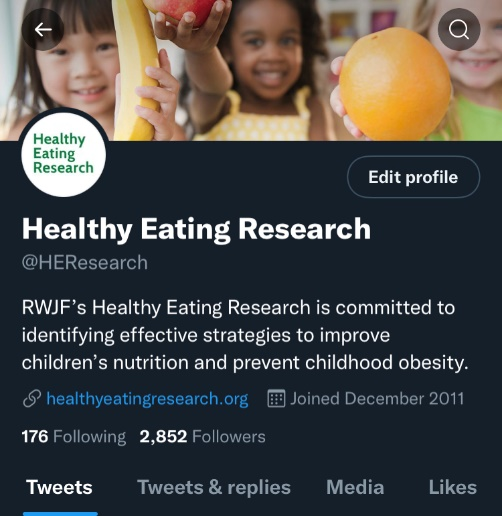 Healthy
Eating
Research
Edit profile
Healthy Eating Research
@HEResearch
RWJF’s Healthy Eating Research is committed to
identifying effective strategies to improve
children’s nutrition and prevent childhood obesity.
healthyeatingresearch.org Joined December 2011
176 Following 2,852 Followers
Tweets Tweets & replies Media Likes